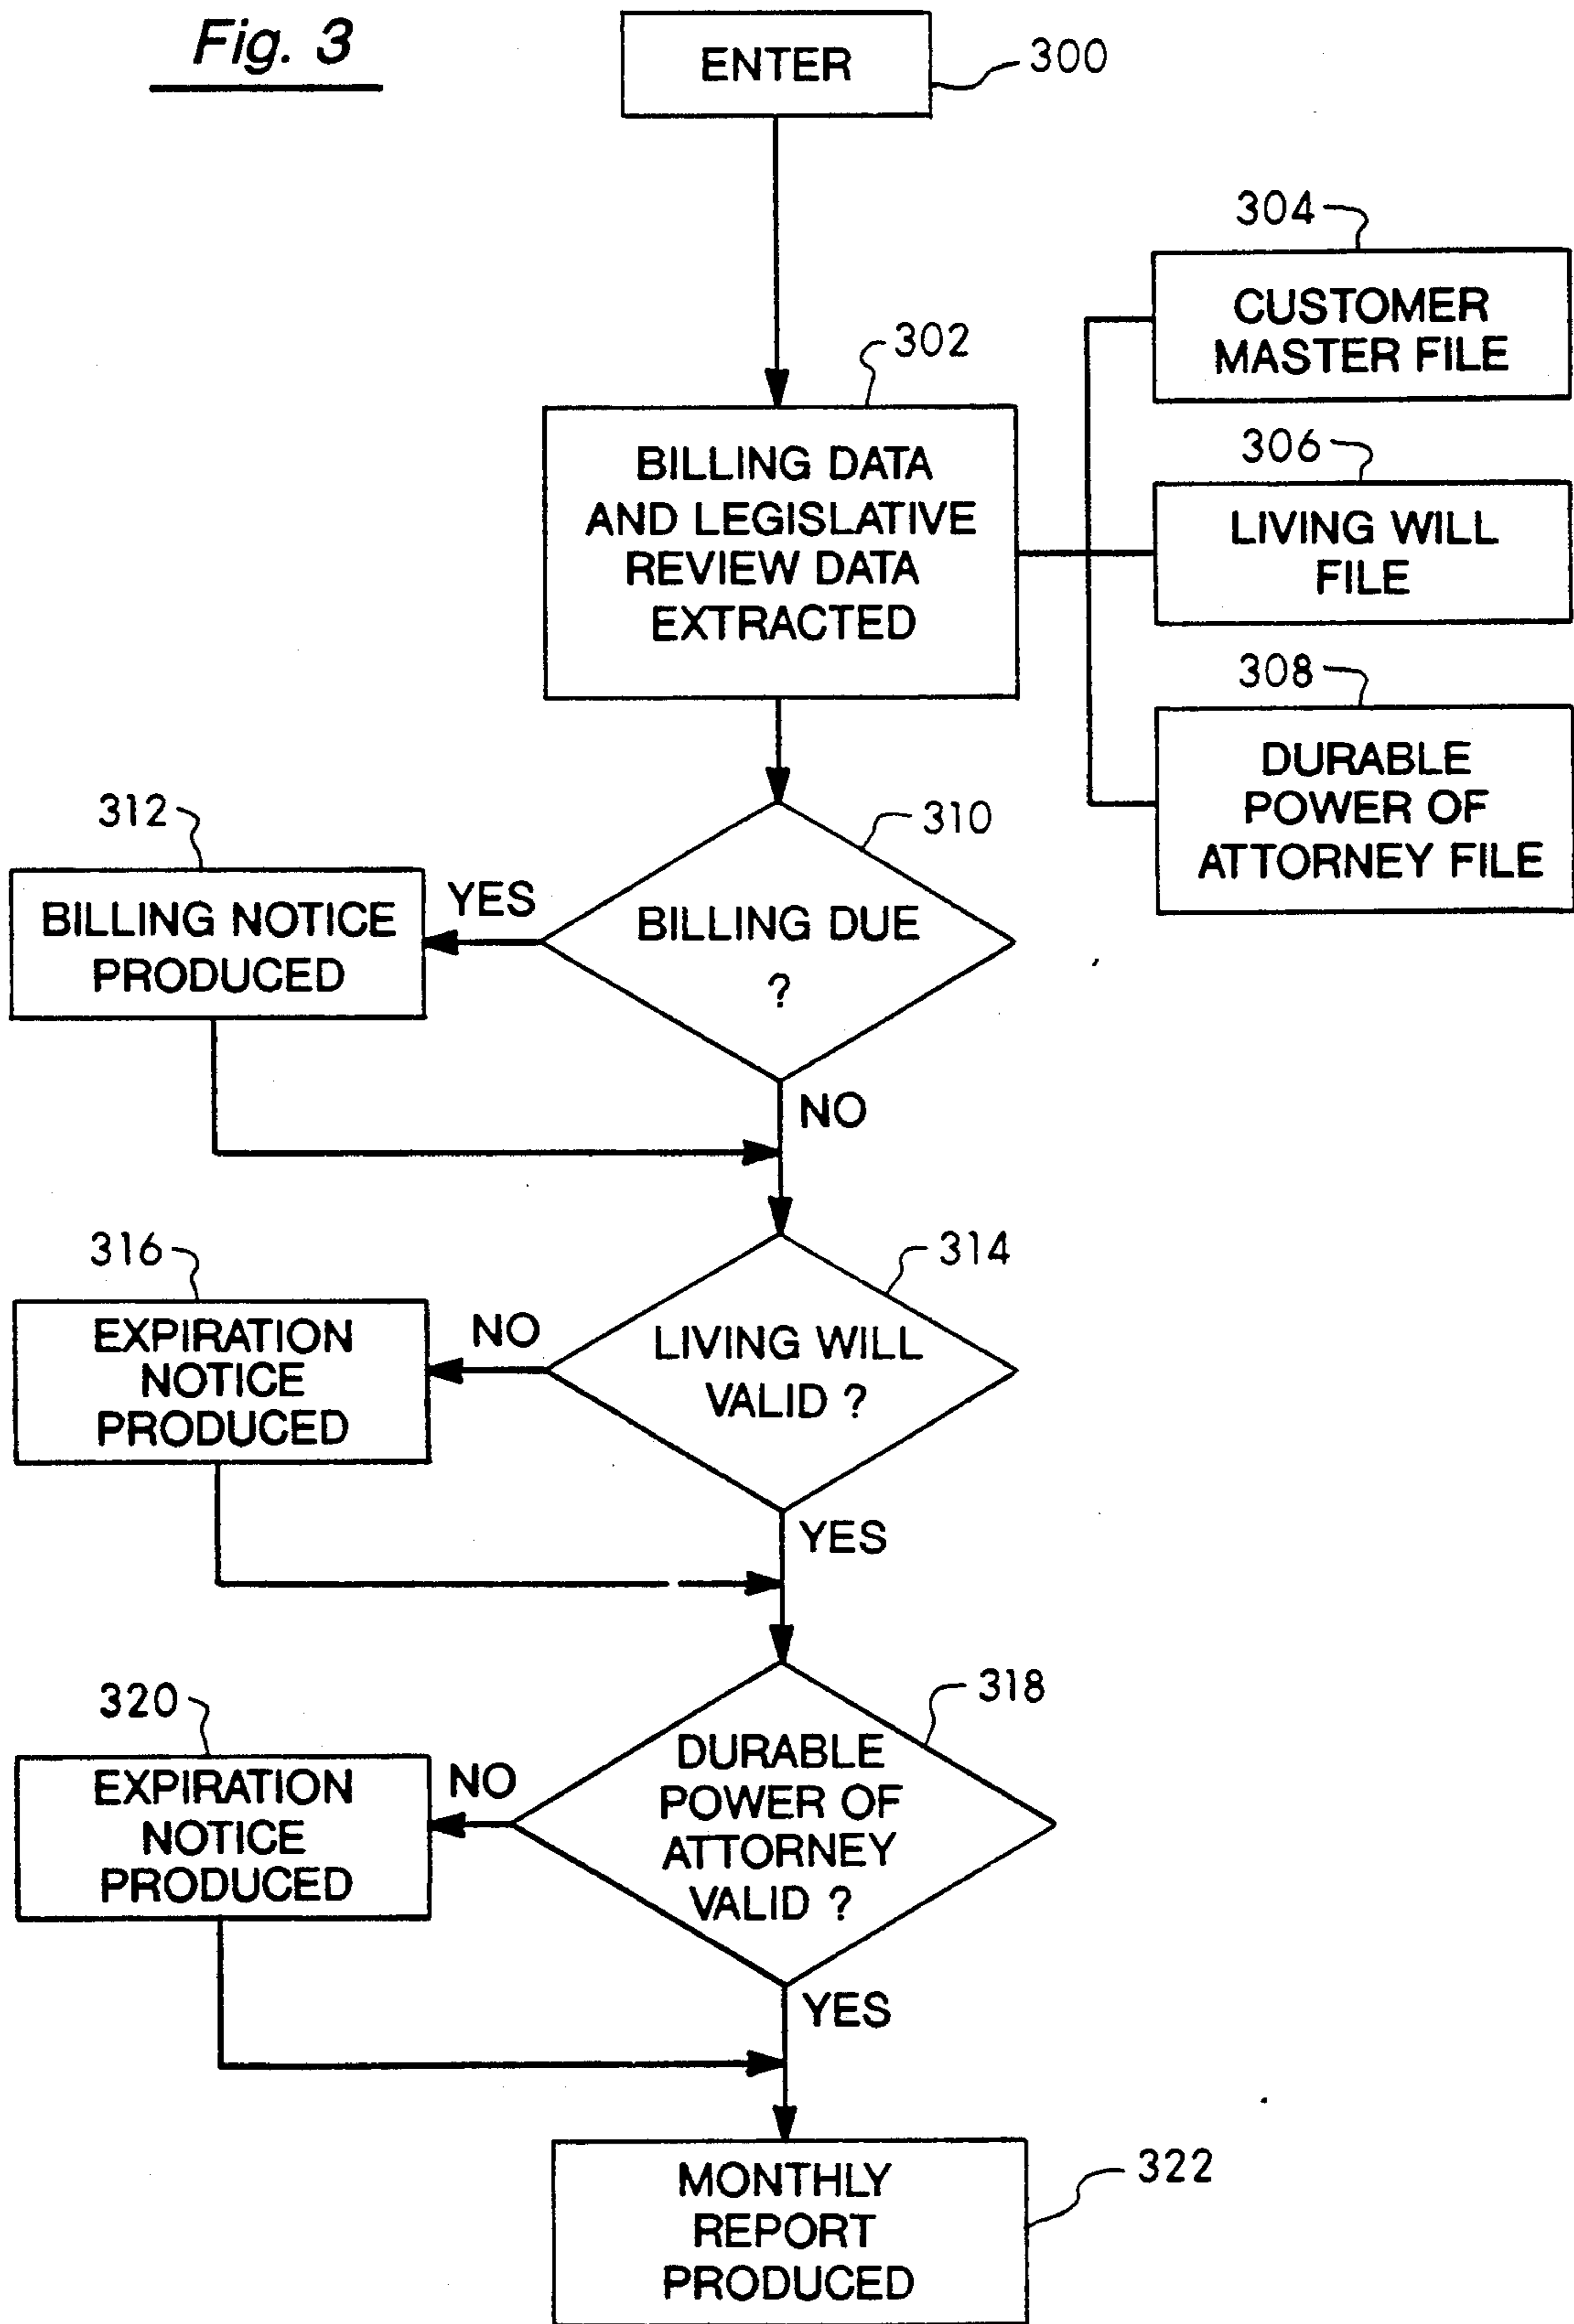 Fig. 3
ENTER
300
304
CUSTOMER
MASTER FILE
302
BILLING DATA
AND LEGISLATIVE
REVIEW DATA
EXTRACTED
306
LIVING WILL
FILE
308
DURABLE
POWER OF
ATTORNEY FILE
312
BILLING NOTICE
PRODUCED
YES
310
BILLING DUE
?
NO
316
EXPIRATION
NOTICE
PRODUCED
NO
314
LIVING WILL
VALID ?
YES
320
EXPIRATION
NOTICE
PRODUCED
NO
318
DURABLE
POWER OF
ATTORNEY
VALID ?
YES
MONTHLY
REPORT
PRODUCED
322